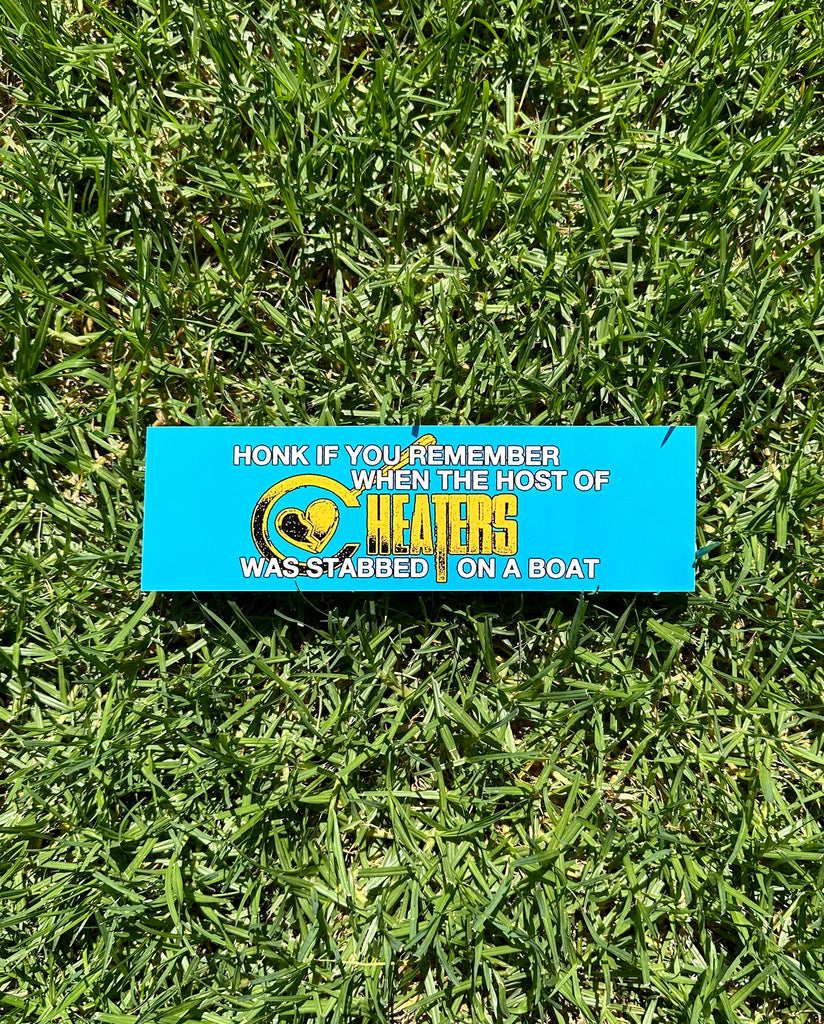 HONK IF YOU REMEMBER
WHEN THE HOST OF
CHEATERS
WAS STABBED ON A BOAT